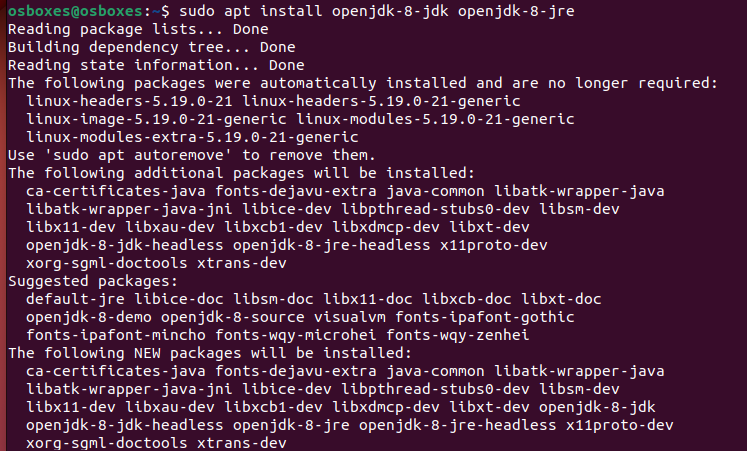 osboxes@osboxes:~$ sudo apt install openjdk-8-jdk openjdk-8-jre
Reading package lists... Done
Building dependency tree... Done
Reading state information... Done
The following packages were automatically installed and are no longer required:
  linux-headers-5.19.0-21 linux-headers-5.19.0-21-generic
  linux-image-5.19.0-21-generic linux-modules-5.19.0-21-generic
  linux-modules-extra-5.19.0-21-generic
Use 'sudo apt autoremove' to remove them.
The following additional packages will be installed:
  ca-certificates-java fonts-dejavu-extra java-common libatk-wrapper-java
  libatk-wrapper-java-jni libice-dev libpthread-stubs0-dev libsm-dev
  libx11-dev libxau-dev libxcb1-dev libxdmcp-dev libxt-dev
  openjdk-8-jdk-headless openjdk-8-jre-headless x11proto-dev
  xorg-sgml-doctools xtrans-dev
Suggested packages:
  default-jre libice-doc libsm-doc libx11-doc libxcb-doc libxt-doc
  openjdk-8-demo openjdk-8-source visualvm fonts-ipafont-gothic
  fonts-ipafont-mincho fonts-wqy-microhei fonts-wqy-zenhei
The following NEW packages will be installed:
  ca-certificates-java fonts-dejavu-extra java-common libatk-wrapper-java
  libatk-wrapper-java-jni libice-dev libpthread-stubs0-dev libsm-dev
  libx11-dev libxau-dev libxcb1-dev libxdmcp-dev libxt-dev openjdk-8-jdk
  openjdk-8-jdk-headless openjdk-8-jre openjdk-8-jre-headless x11proto-dev
  xorg-sgml-doctools xtrans-dev